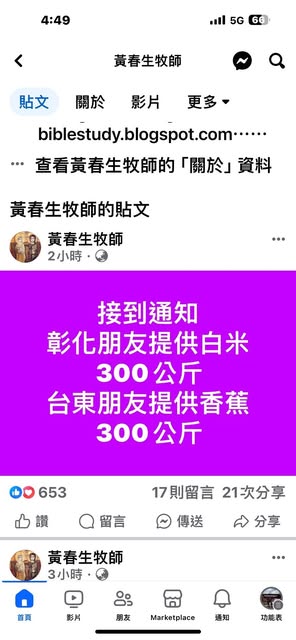 4:49
5G 66
黃春生牧師
貼文 關於 影片 更多
biblestudy.blogspot.com⋯⋯
查看黃春生牧師的「關於」資料
黃春生牧師的貼文
黃春生牧師
2小時 ·
接到通知
彰化朋友提供白米
300公斤
台東朋友提供香蕉
300公斤
653 17則留言 21次分享
讚 留言 傳送 分享
黃春生牧師
3小時 ·
首頁 影片 朋友 Marketplace 通知 功能表